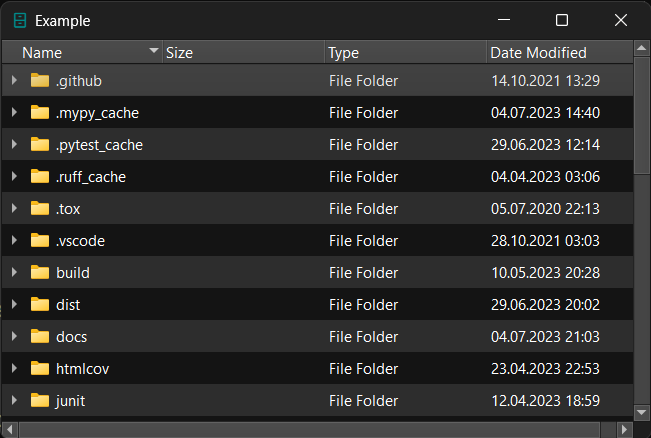 Example
Name Size Type Date Modified
.github File Folder 14.10.2021 13:29
.mypy_cache File Folder 04.07.2023 14:40
.pytest_cache File Folder 29.06.2023 12:14
.ruff_cache File Folder 04.04.2023 03:06
.tox File Folder 05.07.2020 22:13
.vscode File Folder 28.10.2021 03:03
build File Folder 10.05.2023 20:28
dist File Folder 29.06.2023 20:02
docs File Folder 04.07.2023 21:03
htmlcov File Folder 23.04.2023 22:53
junit File Folder 12.04.2023 18:59